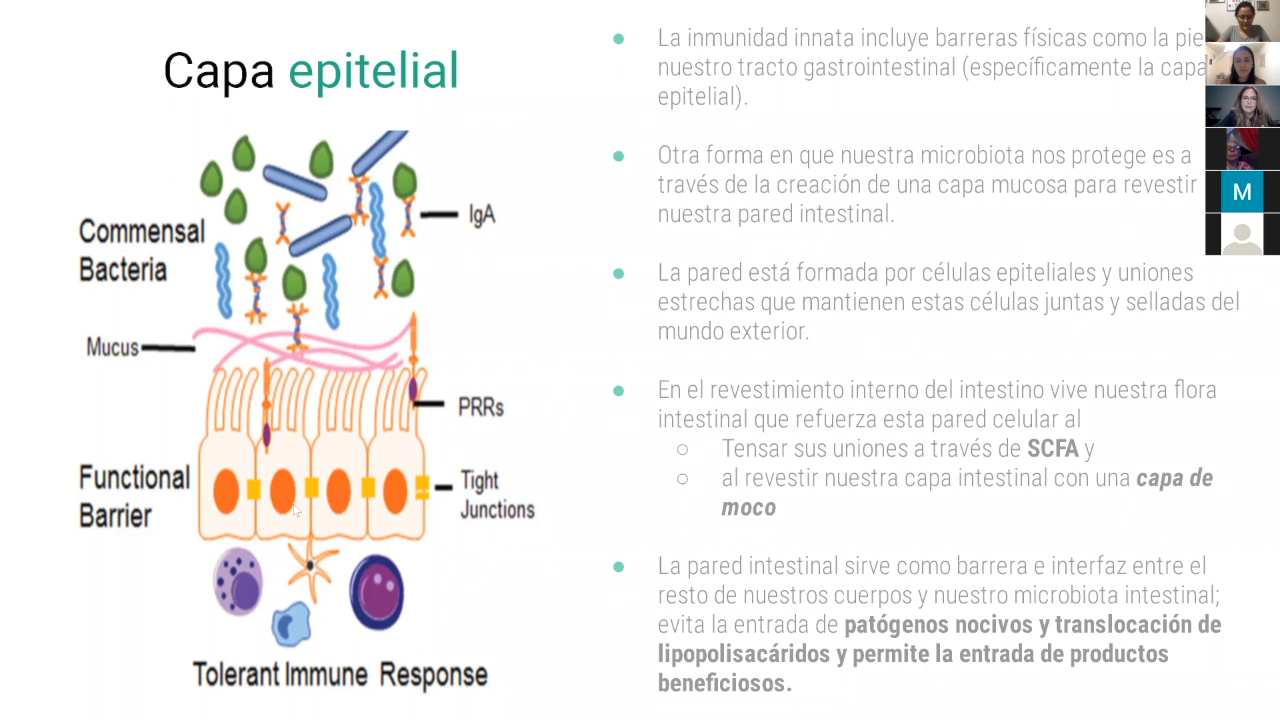 Capa epitelial
Commensal
Bacteria
IgA
Mucus
PRRs
Functional
Barrier
Tight
Junctions
Tolerant Immune Response
La inmunidad innata incluye barreras físicas como la
nuestro tracto gastrointestinal (específicamente la capa
epitelial).
Otra forma en que nuestra microbiota nos protege es a
través de la creación de una capa mucosa para revestir
nuestra pared intestinal.
La pared está formada por células epiteliales y uniones
estrechas que mantienen estas células juntas y selladas del
mundo exterior.
En el revestimiento interno del intestino vive nuestra flora
intestinal que refuerza esta pared celular al
Tensar sus uniones a través de SCFA y
al revestir nuestra capa intestinal con una capa de
moco
La pared intestinal sirve como barrera e interfaz entre el
resto de nuestros cuerpos y nuestro microbiota intestinal;
evita la entrada de patógenos nocivos y translocación de
lipopolisacáridos y permite la entrada de productos
beneficiosos.
M